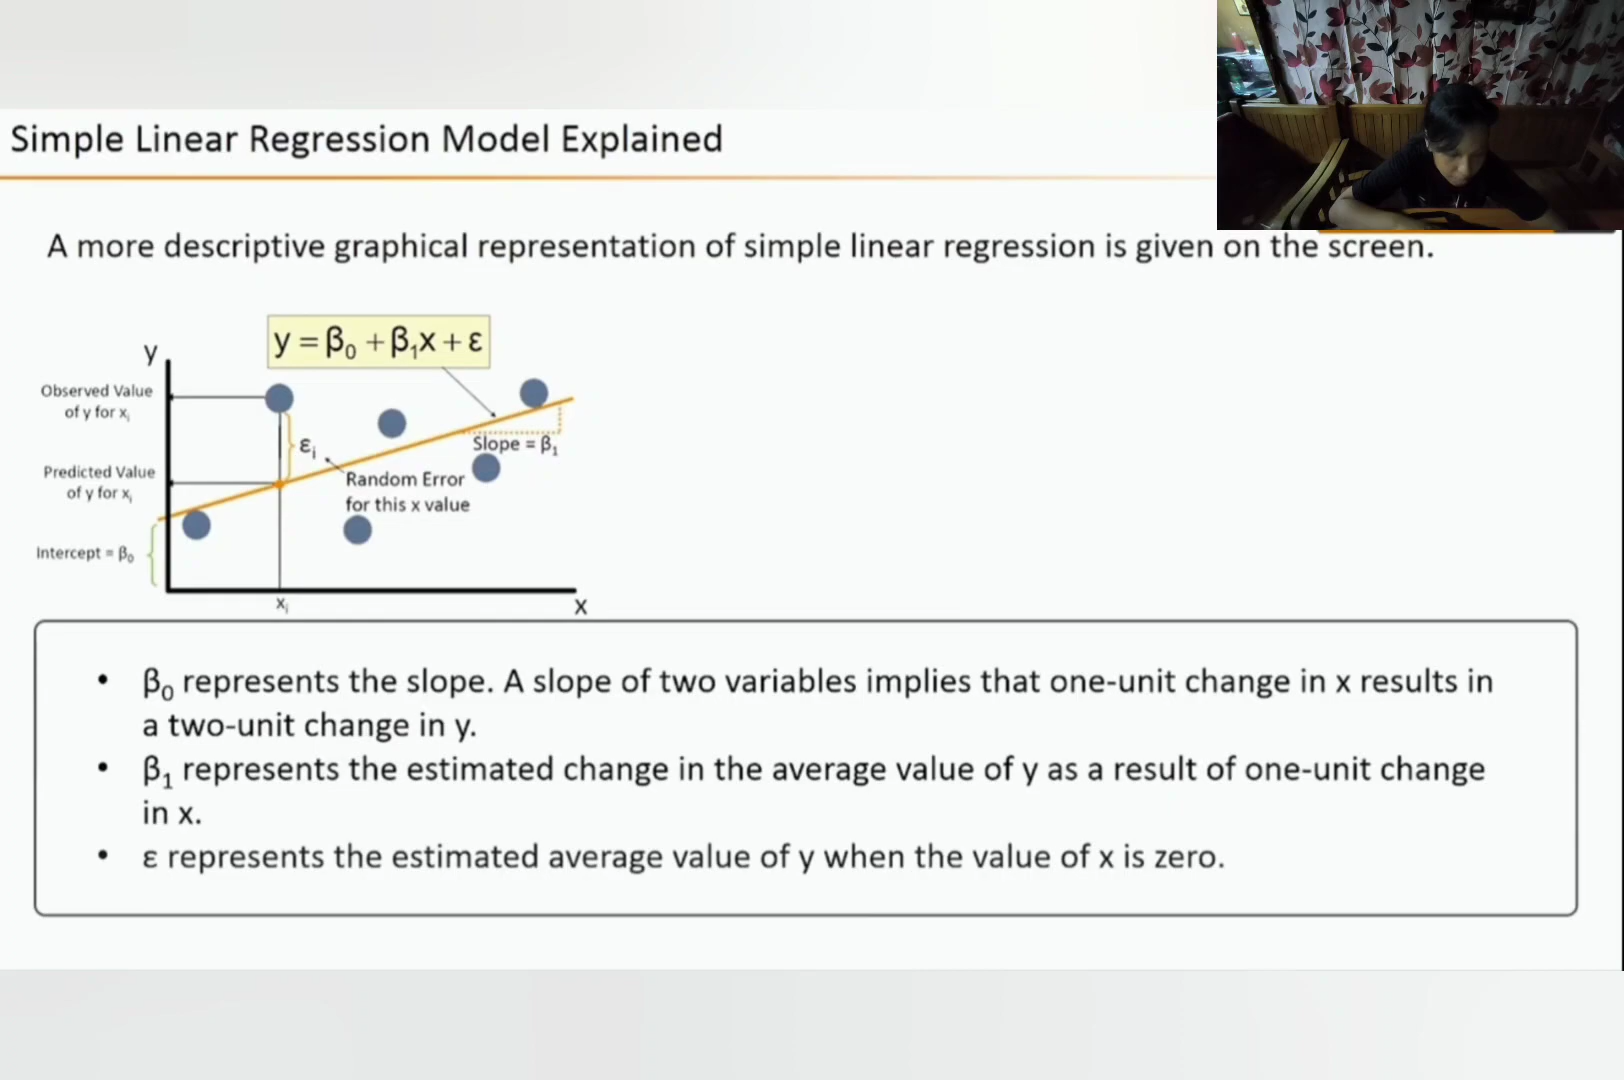 Simple Linear Regression Model Explained
A more descriptive graphical representation of simple linear regression is given on the screen.
y = β₀ + β₁x + ε
y
Observed Value
of y for xᵢ
εᵢ
Slope = β₁
Predicted Value
of y for xᵢ
Random Error
for this x value
Intercept = β₀
xᵢ
x
• β₀ represents the slope. A slope of two variables implies that one-unit change in x results in
a two-unit change in y.
• β₁ represents the estimated change in the average value of y as a result of one-unit change
in x.
• ε represents the estimated average value of y when the value of x is zero.